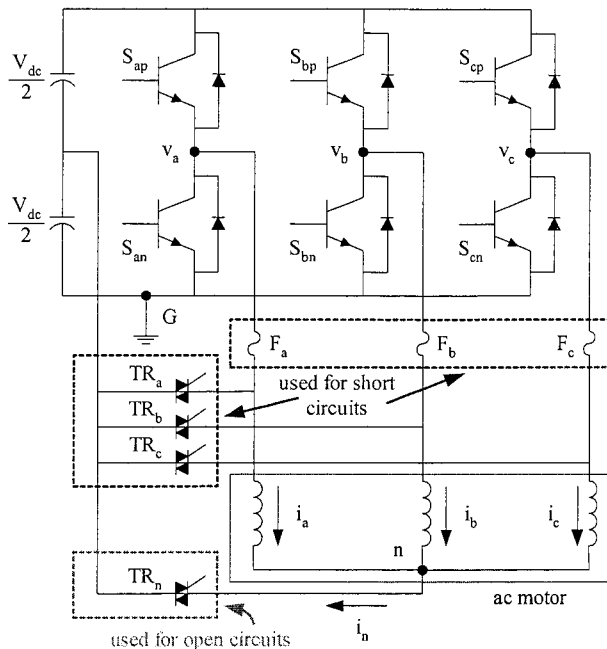 V_dc
2
S_ap
S_bp
S_cp
v_a
v_b
v_c
V_dc
2
S_an
S_bn
S_cn
G
F_a
F_b
F_c
TR_a
used for short
circuits
TR_b
TR_c
i_a
i_b
i_c
n
TR_n
ac motor
i_n
used for open circuits